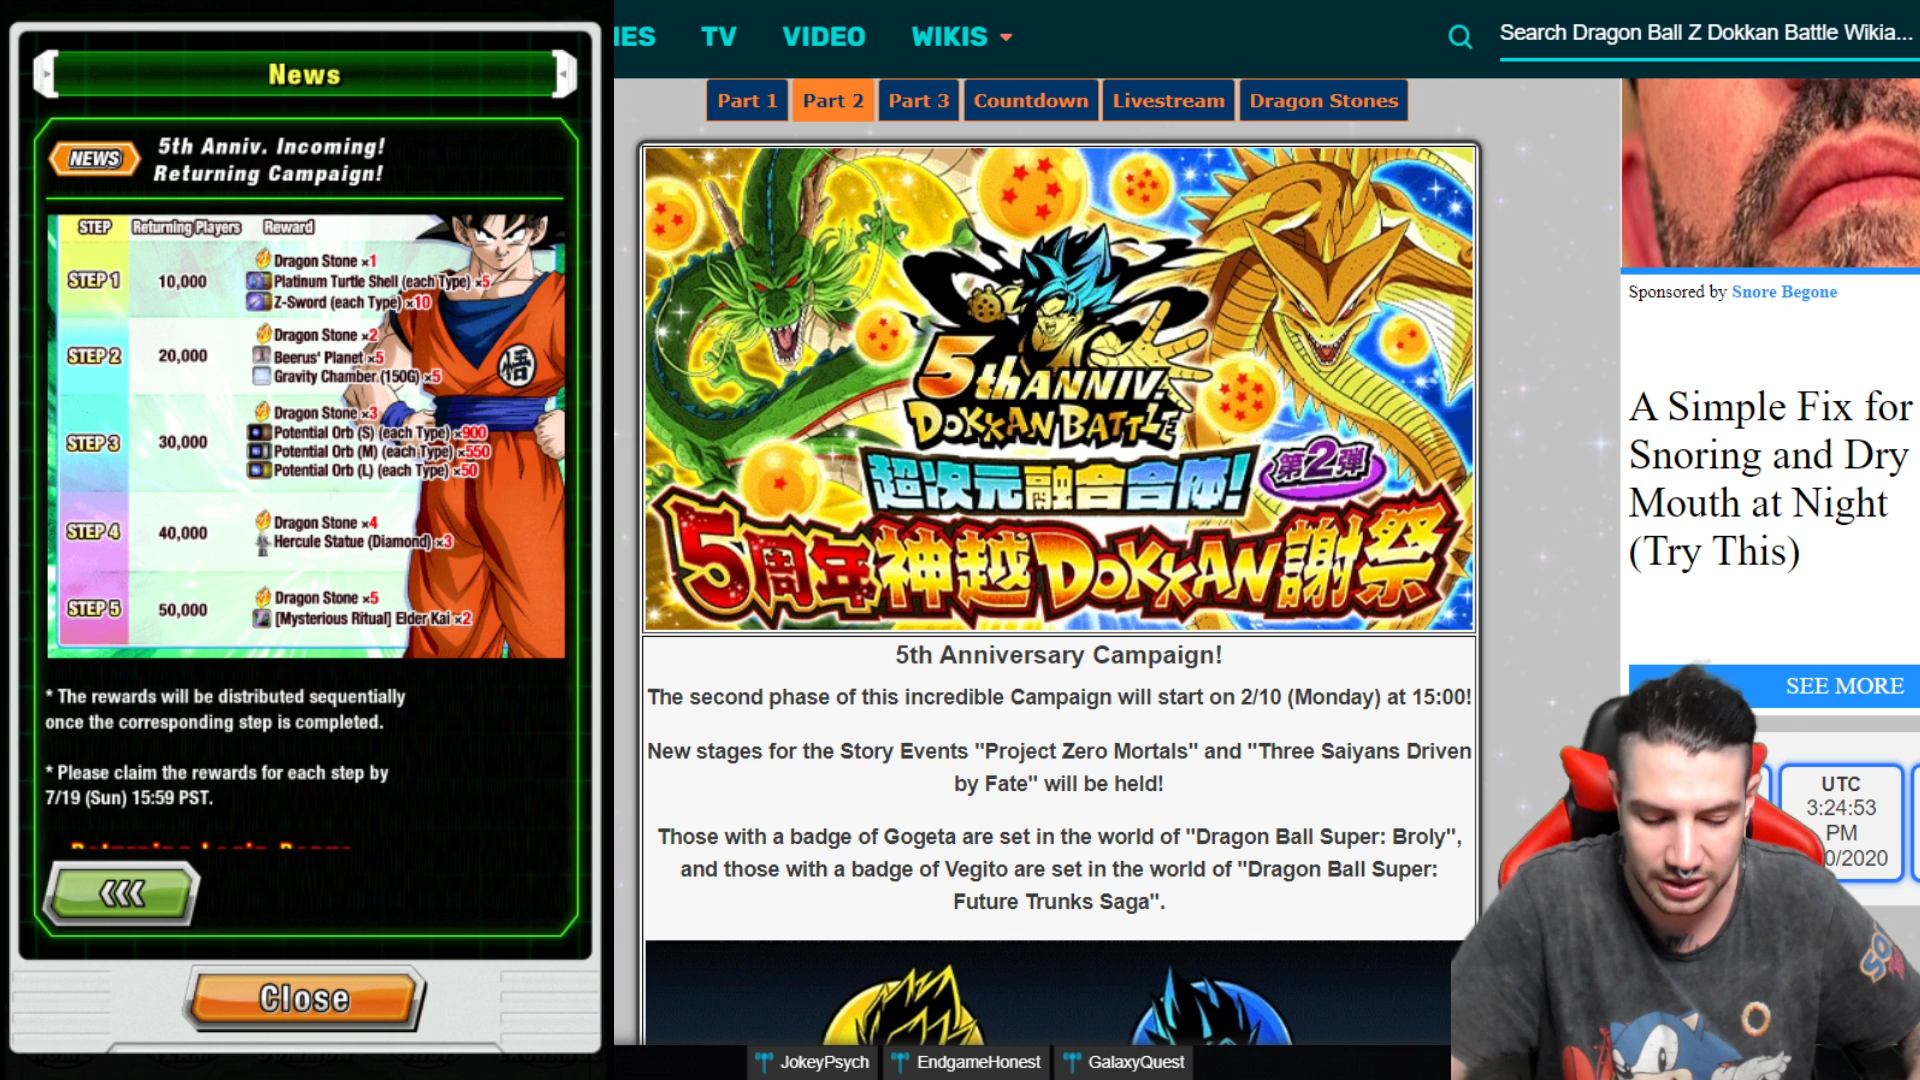 News
NEWS
5th Anniv. Incoming!
Returning Campaign!
STEP Returning Players Reward
STEP 1 10,000
Dragon Stone ×1
Platinum Turtle Shell (each Type) ×5
Z-Sword (each Type) ×10
STEP 2 20,000
Dragon Stone ×2
Beerus' Planet ×5
Gravity Chamber (150G) ×5
STEP 3 30,000
Dragon Stone ×3
Potential Orb (S) (each Type) ×900
Potential Orb (M) (each Type) ×550
Potential Orb (L) (each Type) ×50
STEP 4 40,000
Dragon Stone ×4
Hercule Statue (Diamond) ×3
STEP 5 50,000
Dragon Stone ×5
[Mysterious Ritual] Elder Kai ×2
悟
* The rewards will be distributed sequentially
once the corresponding step is completed.
* Please claim the rewards for each step by
7/19 (Sun) 15:59 PST.
Close
TV VIDEO WIKIS
Search Dragon Ball Z Dokkan Battle Wikia...
Part 1 Part 2 Part 3 Countdown Livestream Dragon Stones
5th ANNIV.
DOKKAN BATTLE
超次元融合合体! 第2弾
5周年神越DOKKAN謝祭
5th Anniversary Campaign!
The second phase of this incredible Campaign will start on 2/10 (Monday) at 15:00!
New stages for the Story Events "Project Zero Mortals" and "Three Saiyans Driven
by Fate" will be held!
Those with a badge of Gogeta are set in the world of "Dragon Ball Super: Broly",
and those with a badge of Vegito are set in the world of "Dragon Ball Super:
Future Trunks Saga".
JokeyPsych EndgameHonest GalaxyQuest
Sponsored by Snore Begone
A Simple Fix for
Snoring and Dry
Mouth at Night
(Try This)
SEE MORE
UTC
3:24:53
PM
0/2020